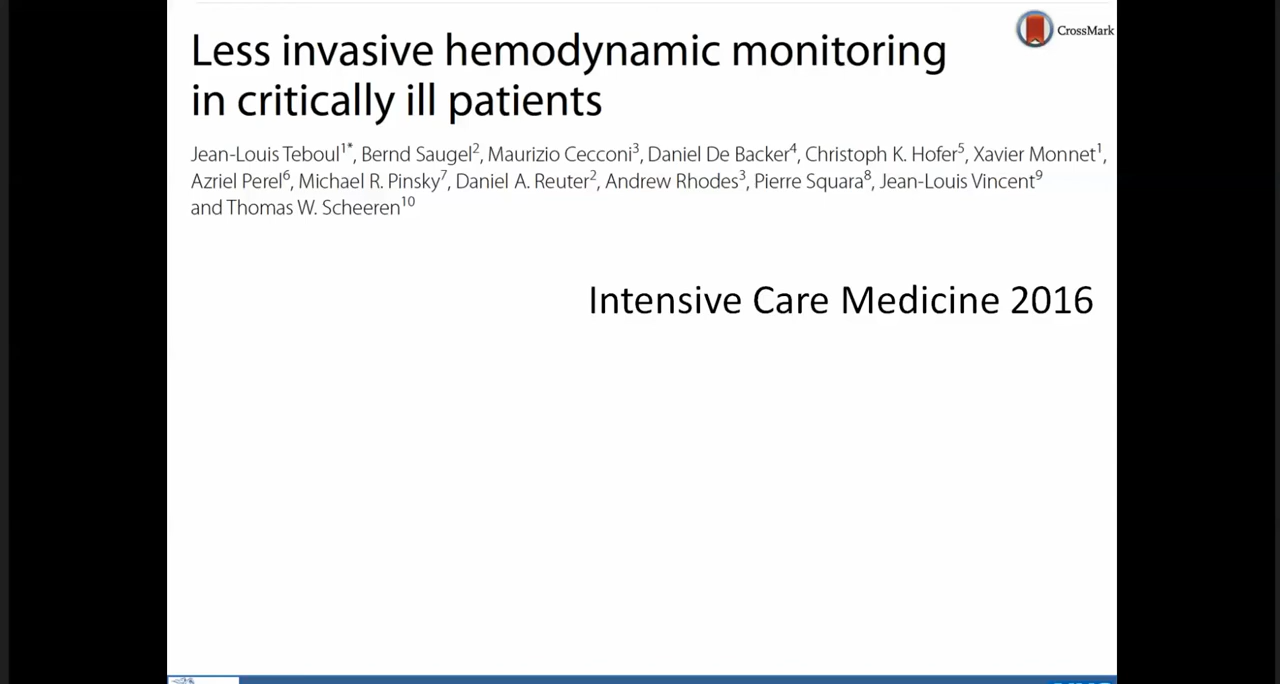 CrossMark
Less invasive hemodynamic monitoring
in critically ill patients
Jean-Louis Teboul1*, Bernd Saugel2, Maurizio Cecconi3, Daniel De Backer4, Christoph K. Hofer5, Xavier Monnet1,
Azriel Perel6, Michael R. Pinsky7, Daniel A. Reuter2, Andrew Rhodes3, Pierre Squara8, Jean-Louis Vincent9
and Thomas W. Scheeren10
Intensive Care Medicine 2016